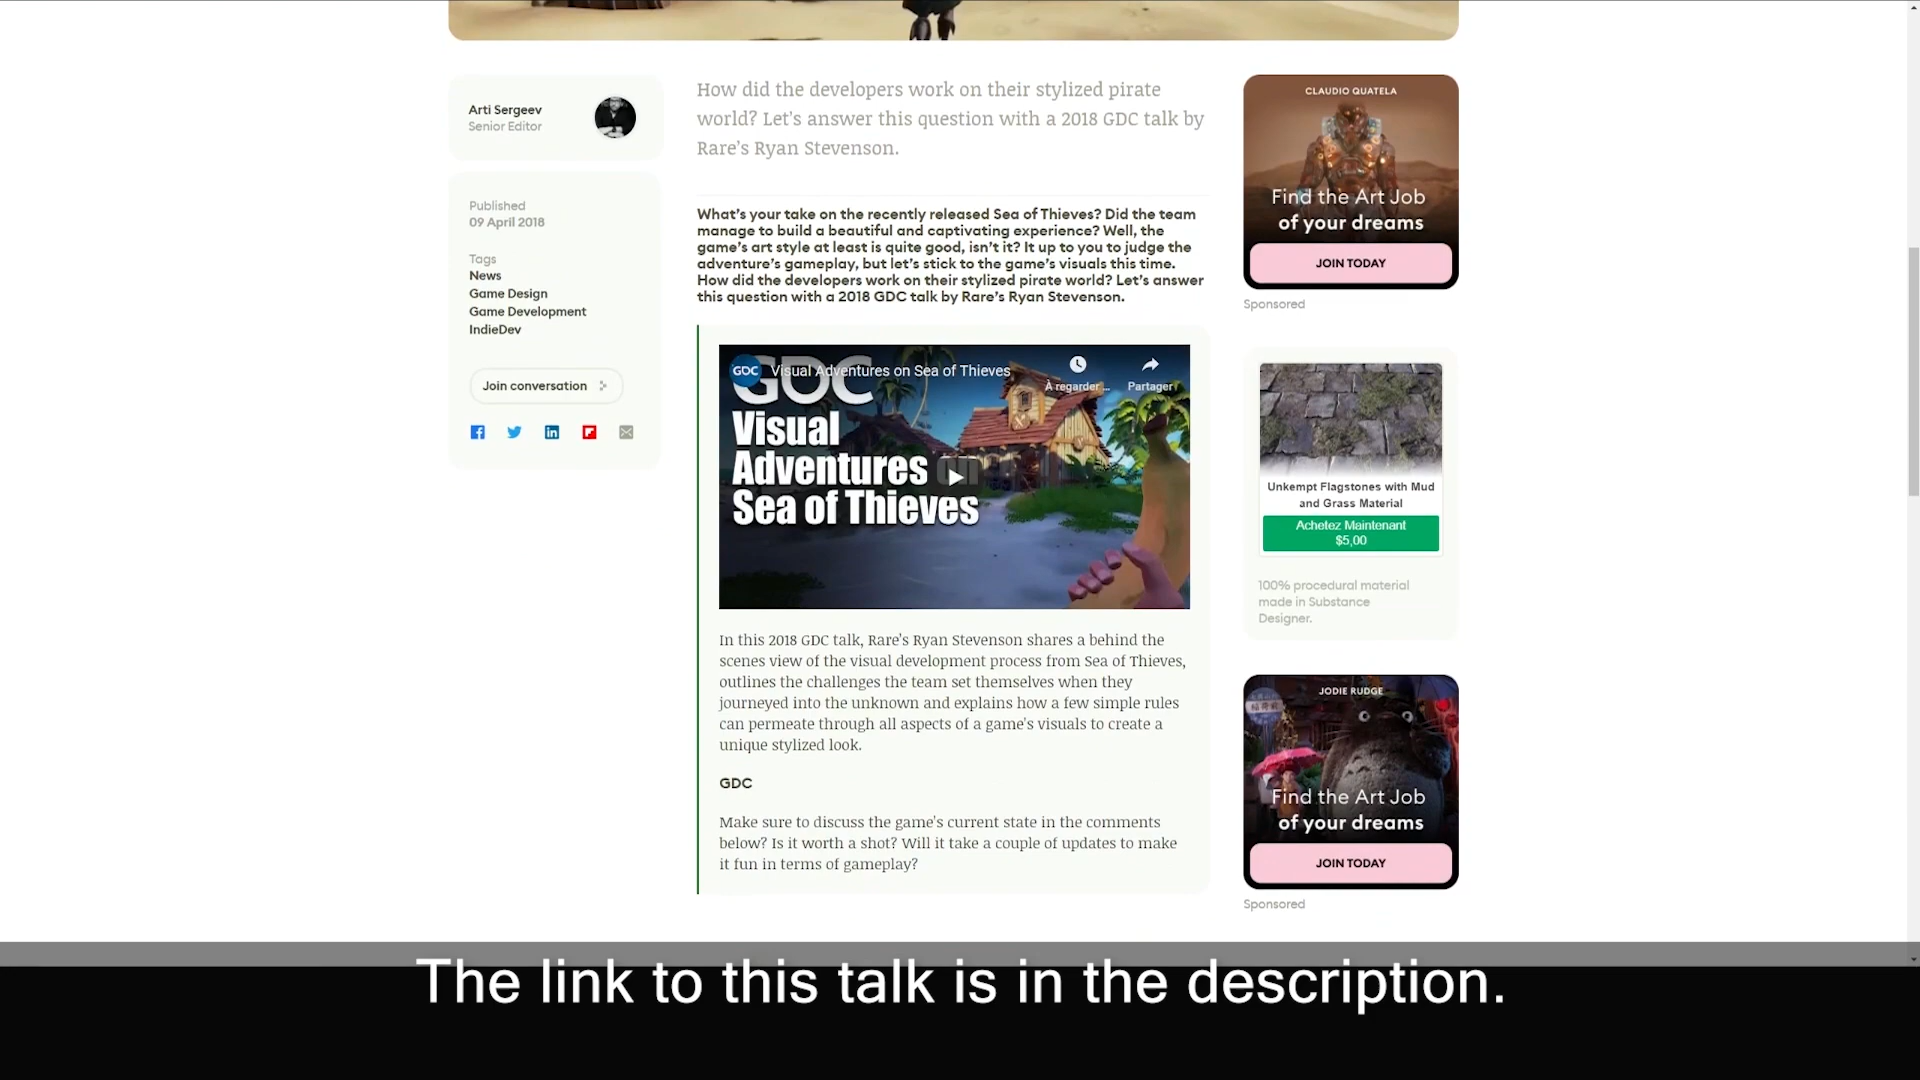 Arti Sergeev
Senior Editor
Published
09 April 2018
Tags
News
Game Design
Game Development
IndieDev
Join conversation
How did the developers work on their stylized pirate
world? Let's answer this question with a 2018 GDC talk by
Rare's Ryan Stevenson.
What's your take on the recently released Sea of Thieves? Did the team
manage to build a beautiful and captivating experience? Well, the
game's art style at least is quite good, isn't it? It up to you to judge the
adventure's gameplay, but let's stick to the game's visuals this time.
How did the developers work on their stylized pirate world? Let's answer
this question with a 2018 GDC talk by Rare's Ryan Stevenson.
GDC
Visual Adventures on Sea of Thieves
À regarder ...
Partager
GDC
Visual
Adventures on
Sea of Thieves
In this 2018 GDC talk, Rare's Ryan Stevenson shares a behind the
scenes view of the visual development process from Sea of Thieves,
outlines the challenges the team set themselves when they
journeyed into the unknown and explains how a few simple rules
can permeate through all aspects of a game's visuals to create a
unique stylized look.
GDC
Make sure to discuss the game's current state in the comments
below? Is it worth a shot? Will it take a couple of updates to make
it fun in terms of gameplay?
CLAUDIO QUATELA
Find the Art Job
of your dreams
JOIN TODAY
Sponsored
Unkempt Flagstones with Mud
and Grass Material
Achetez Maintenant
$5,00
100% procedural material
made in Substance
Designer.
JODIE RUDGE
Find the Art Job
of your dreams
JOIN TODAY
Sponsored
The link to this talk is in the description.